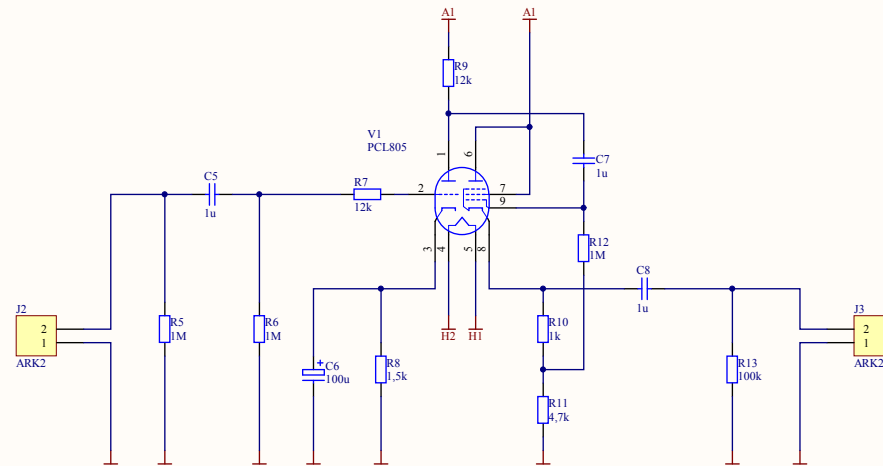 A1
A1
R9
12k
V1
PCL805
1
6
C7
1u
C5
1u
R7
12k
2
7
9
R12
1M
3
4
5
8
C8
1u
J2
2
1
ARK2
R5
1M
R6
1M
C6
100u
+
R8
1,5k
H2
H1
R10
1k
R11
4,7k
R13
100k
J3
2
1
ARK2